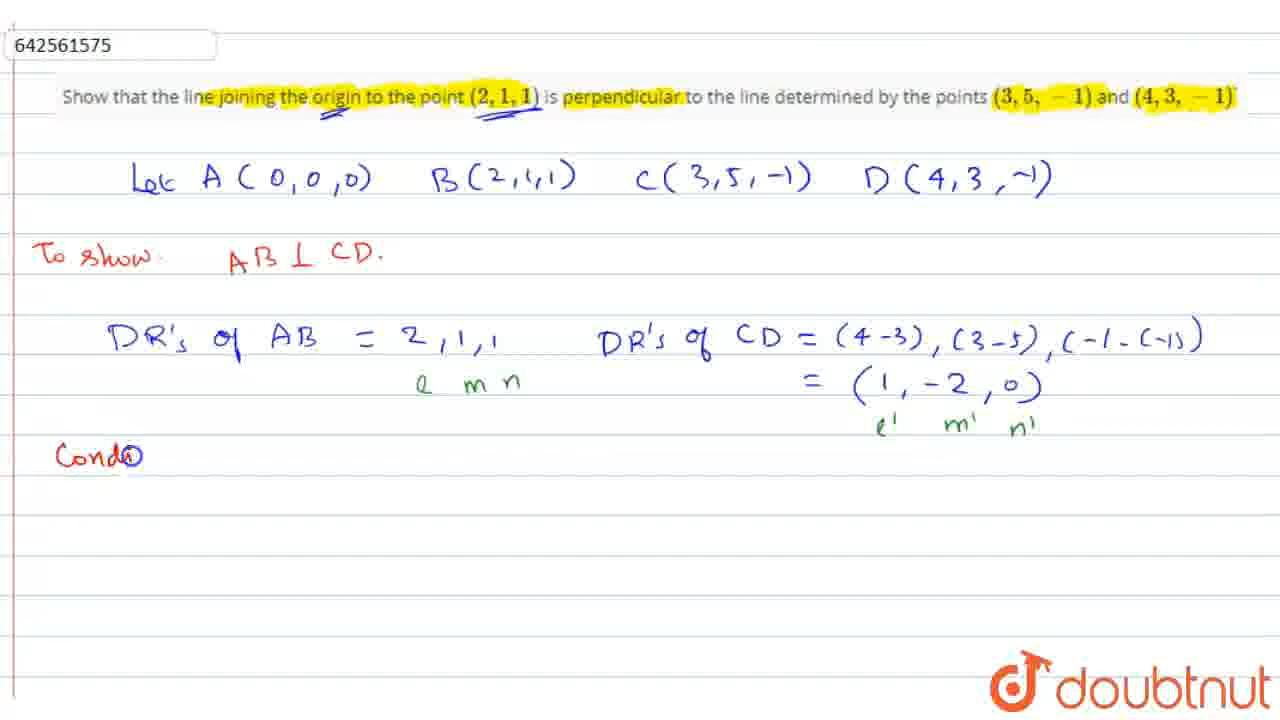 642561575
Show that the line joining the origin to the point (2, 1, 1) is perpendicular to the line determined by the points (3, 5, −1) and (4, 3, −1)
Let A(0,0,0) B(2,1,1) C(3,5,-1) D(4,3,-1)
To show. AB ⊥ CD.
DR's of AB = 2,1,1 DR's of CD = (4-3), (3-5), (-1-(-1))
l m n = (1, -2, 0)
l' m' n'
Condi
doubtnut